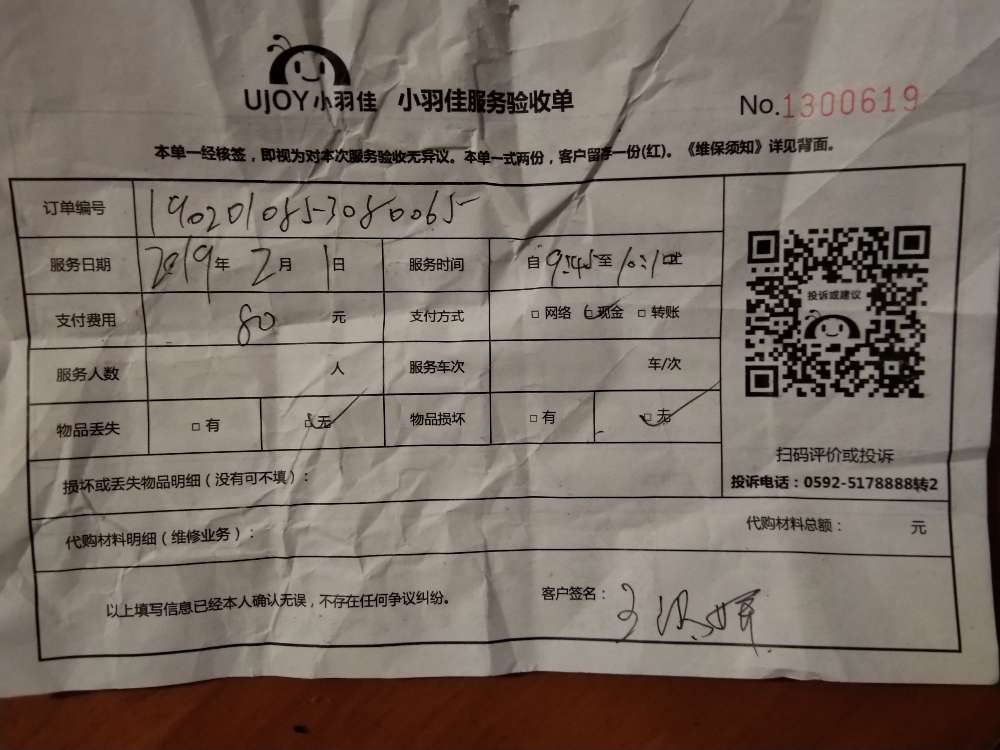 UJOY小羽佳 小羽佳服务验收单 No.1300619
本单一经核签，即视为对本次服务验收无异议。本单一式两份，客户留存一份(红)。《维保须知》详见背面。
订单编号 1902010853080065
服务日期 2019年2月1日 服务时间 自9:45至10:10
投诉或建议
支付费用 80 元 支付方式 □网络 ☑现金 □转账
服务人数 人 服务车次 车/次
物品丢失 □有 ☑无 物品损坏 □有 ☑无
扫码评价或投诉
损坏或丢失物品明细（没有可不填）： 投诉电话：0592-5178888转2
代购材料明细（维修业务）： 代购材料总额： 元
以上填写信息已经本人确认无误，不存在任何争议纠纷。 客户签名：